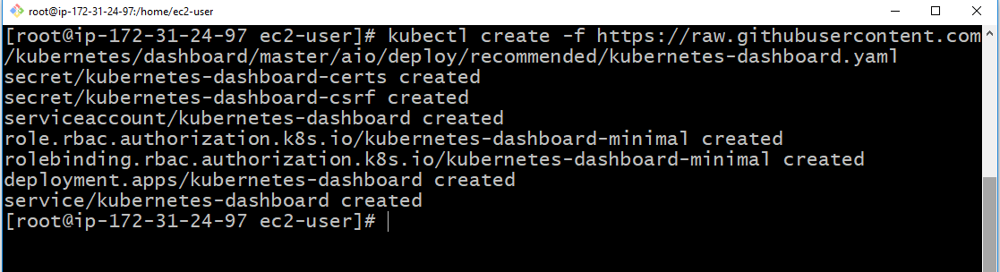 root@ip-172-31-24-97:/home/ec2-user
[root@ip-172-31-24-97 ec2-user]# kubectl create -f https://raw.githubusercontent.com
/kubernetes/dashboard/master/aio/deploy/recommended/kubernetes-dashboard.yaml
secret/kubernetes-dashboard-certs created
secret/kubernetes-dashboard-csrf created
serviceaccount/kubernetes-dashboard created
role.rbac.authorization.k8s.io/kubernetes-dashboard-minimal created
rolebinding.rbac.authorization.k8s.io/kubernetes-dashboard-minimal created
deployment.apps/kubernetes-dashboard created
service/kubernetes-dashboard created
[root@ip-172-31-24-97 ec2-user]#